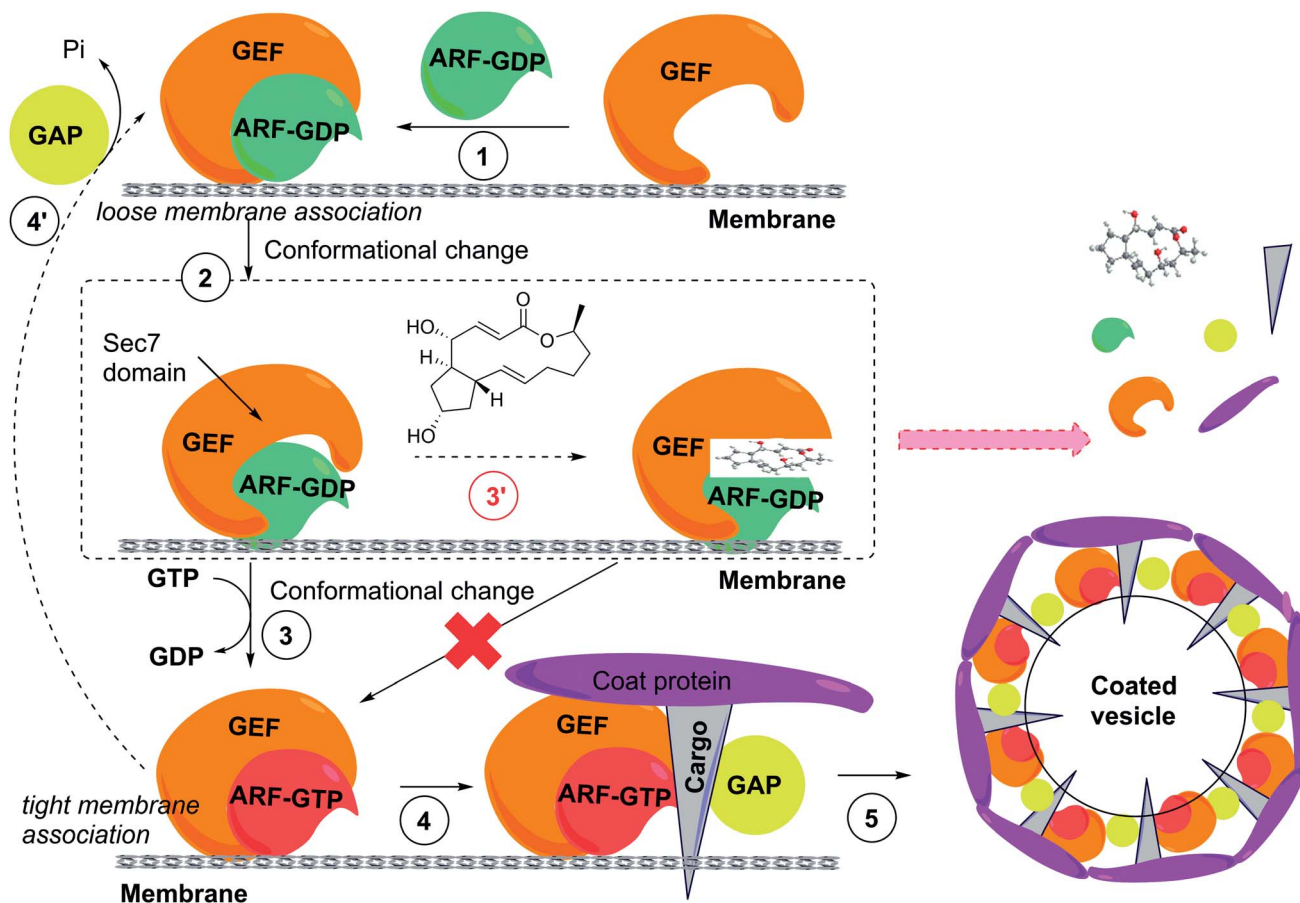 Pi
GEF
ARF-GDP
GEF
GAP
ARF-GDP
1
4'
loose membrane association
Membrane
2
Conformational change
Sec7
domain
O
O
HO
H
H
HO
GEF
ARF-GDP
3'
GEF
ARF-GDP
Membrane
GTP
Conformational change
3
GDP
Coat protein
GEF
GEF
Cargo
Coated
vesicle
tight membrane
association
ARF-GTP
4
ARF-GTP
GAP
5
Membrane